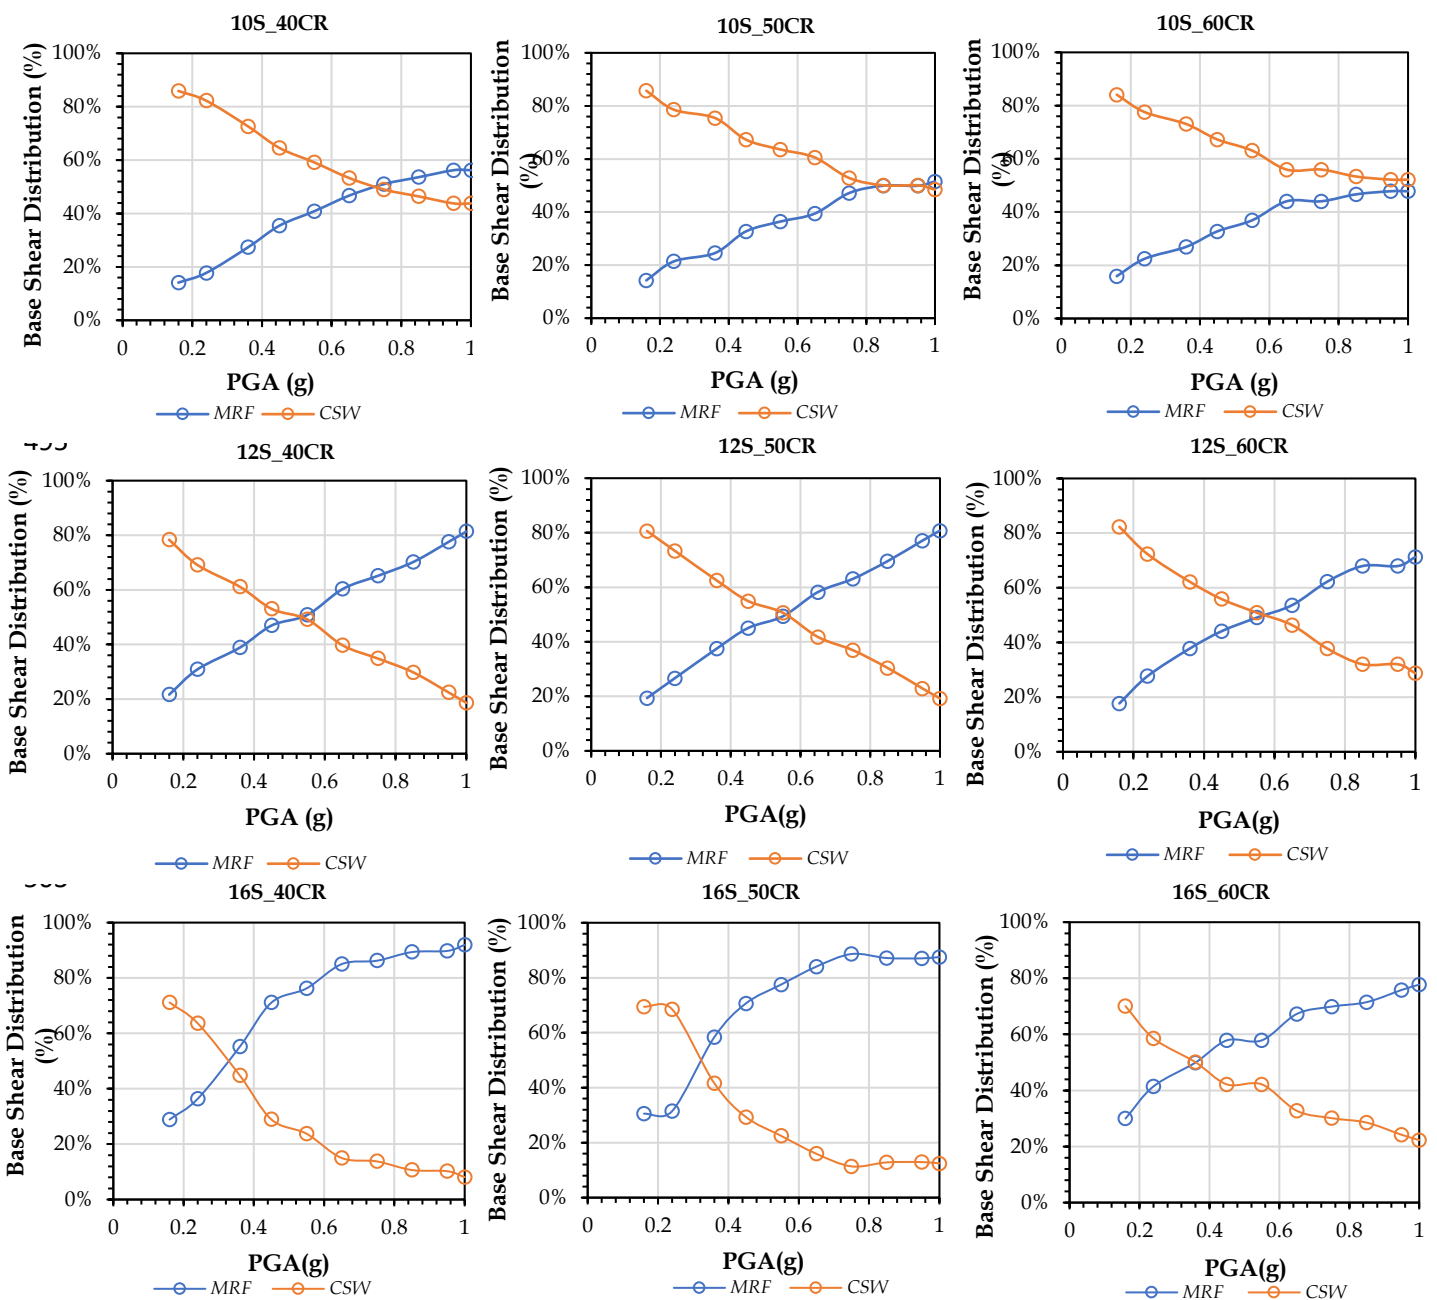 10S_40CR
Base Shear Distribution (%)
100%
80%
60%
40%
20%
0%
0 0.2 0.4 0.6 0.8 1
PGA (g)
MRF CSW
10S_50CR
Base Shear Distribution
(%)
100%
80%
60%
40%
20%
0%
0 0.2 0.4 0.6 0.8 1
PGA (g)
MRF CSW
10S_60CR
Base Shear Distribution
(%)
100%
80%
60%
40%
20%
0%
0 0.2 0.4 0.6 0.8 1
PGA (g)
MRF CSW
12S_40CR
Base Shear Distribution (%)
100%
80%
60%
40%
20%
0%
0 0.2 0.4 0.6 0.8 1
PGA (g)
MRF CSW
12S_50CR
Base Shear Distribution (%)
100%
80%
60%
40%
20%
0%
0 0.2 0.4 0.6 0.8 1
PGA(g)
MRF CSW
12S_60CR
Base Shear Distribution (%)
100%
80%
60%
40%
20%
0%
0 0.2 0.4 0.6 0.8 1
PGA(g)
MRF CSW
16S_40CR
Base Shear Distribution
(%)
100%
80%
60%
40%
20%
0%
0 0.2 0.4 0.6 0.8 1
PGA(g)
MRF CSW
16S_50CR
Base Shear Distribution (%)
100%
80%
60%
40%
20%
0%
0 0.2 0.4 0.6 0.8 1
PGA(g)
MRF CSW
16S_60CR
Base Shear Distribution (%)
100%
80%
60%
40%
20%
0%
0 0.2 0.4 0.6 0.8 1
PGA(g)
MRF CSW